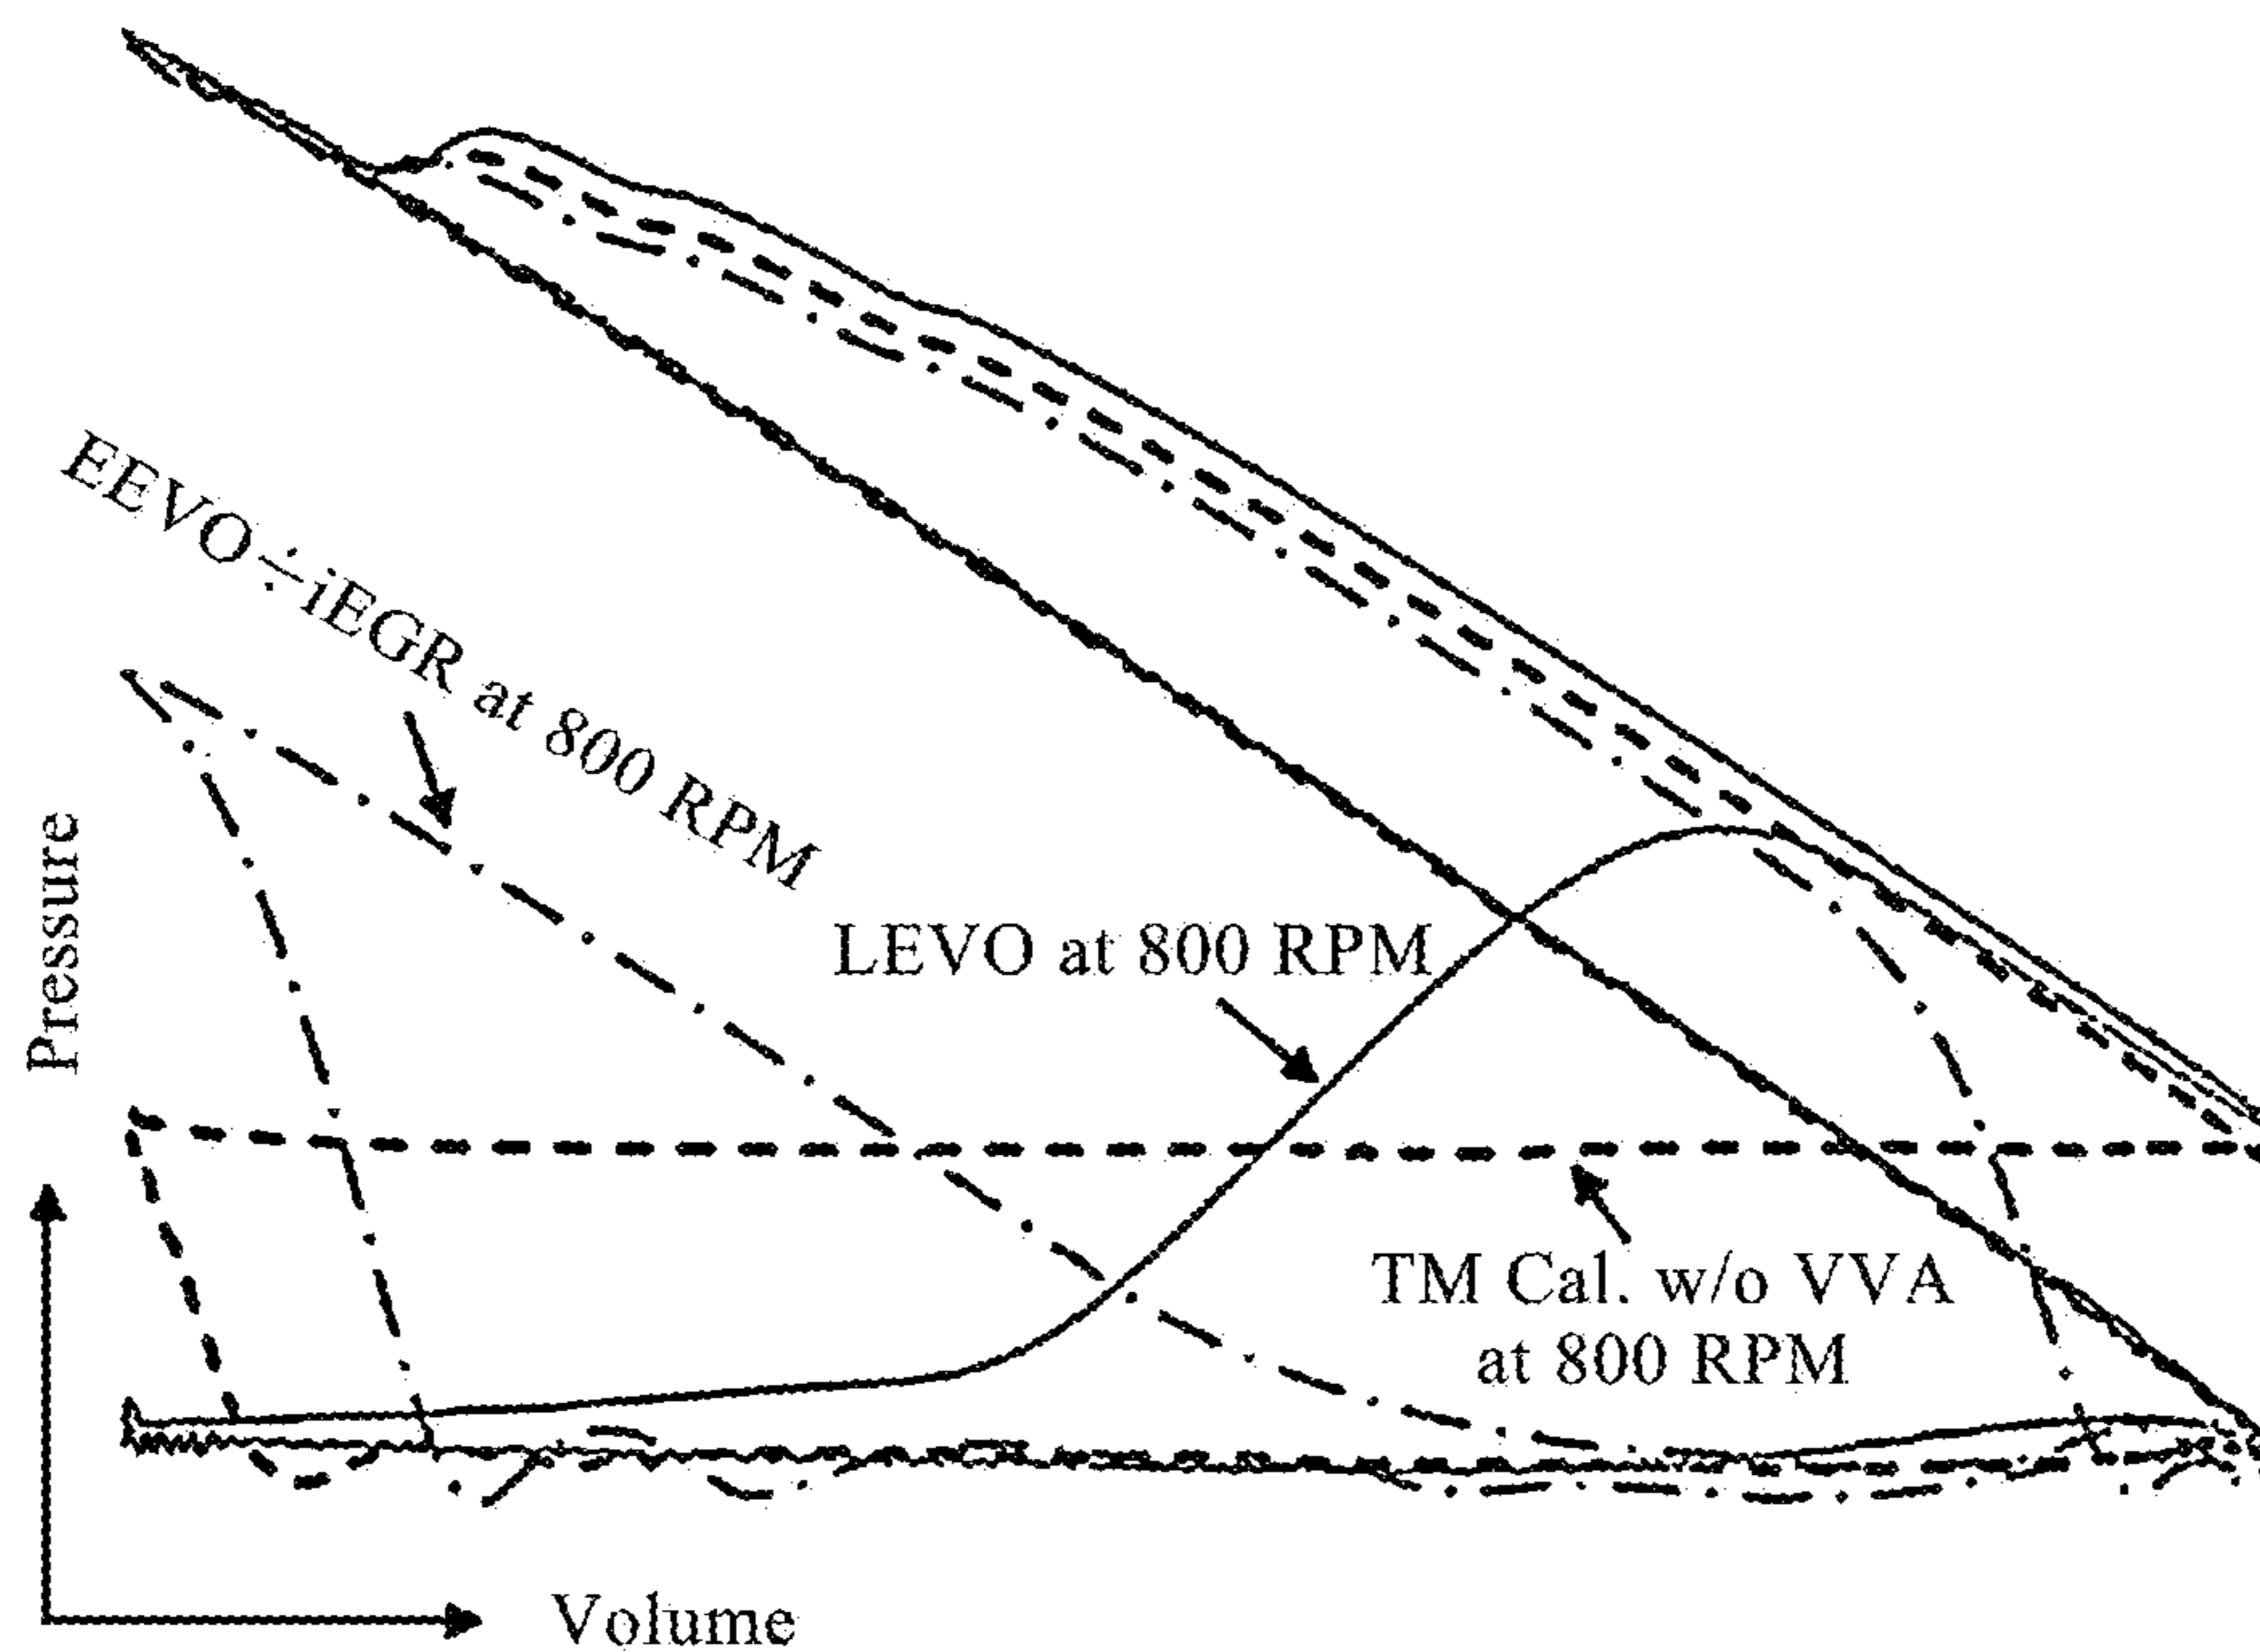 EEVO+iEGR at 800 RPM
LEVO at 800 RPM
Pressure
TM Cal. w/o VVA
at 800 RPM
Volume